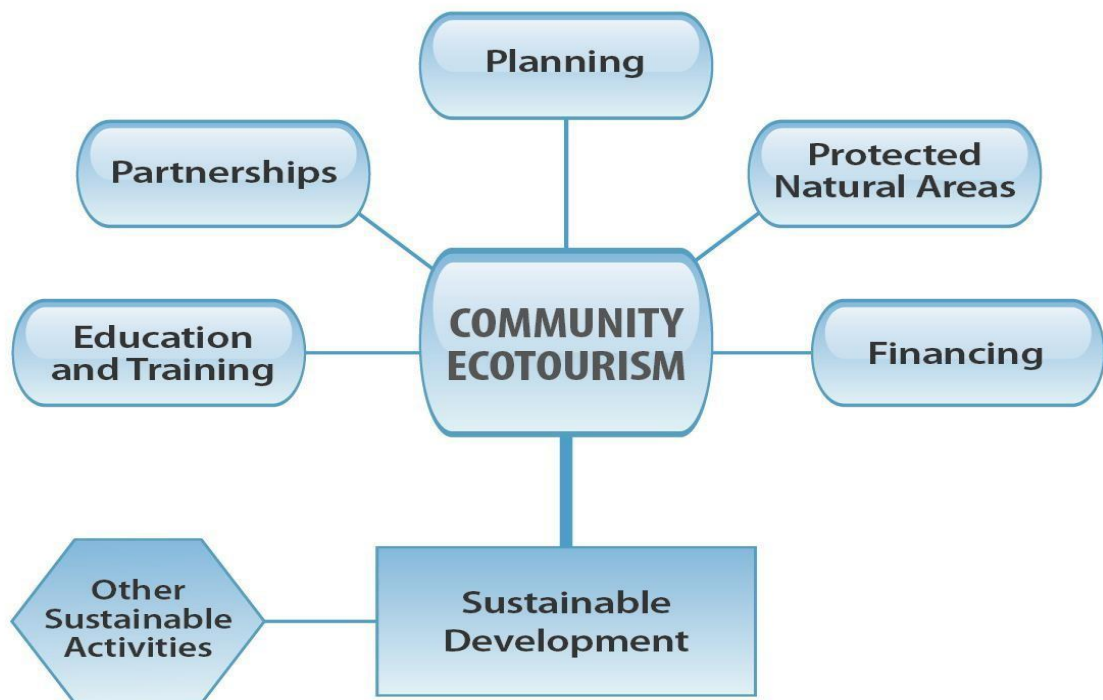 Planning
Partnerships
Protected
Natural Areas
COMMUNITY
ECOTOURISM
Education
and Training
Financing
Other
Sustainable
Activities
Sustainable
Development